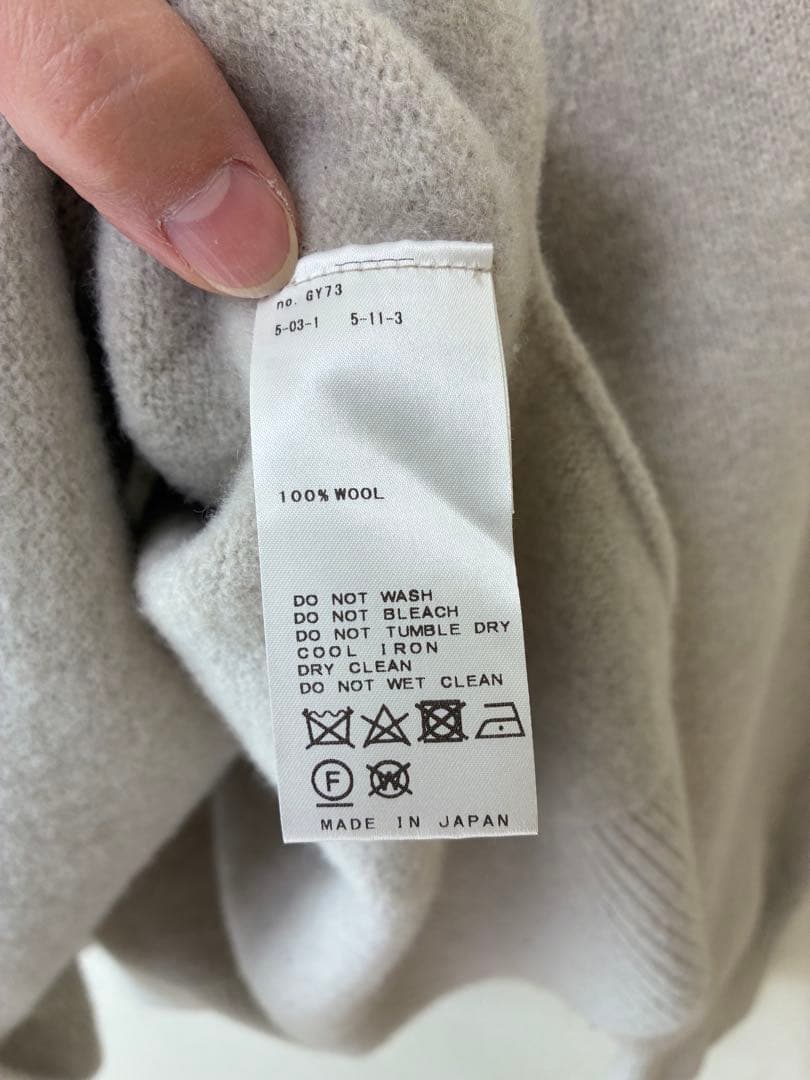 no. GY73
5-03-1 5-11-3
100% WOOL
DO NOT WASH
DO NOT BLEACH
DO NOT TUMBLE DRY
COOL IRON
DRY CLEAN
DO NOT WET CLEAN
F W
MADE IN JAPAN